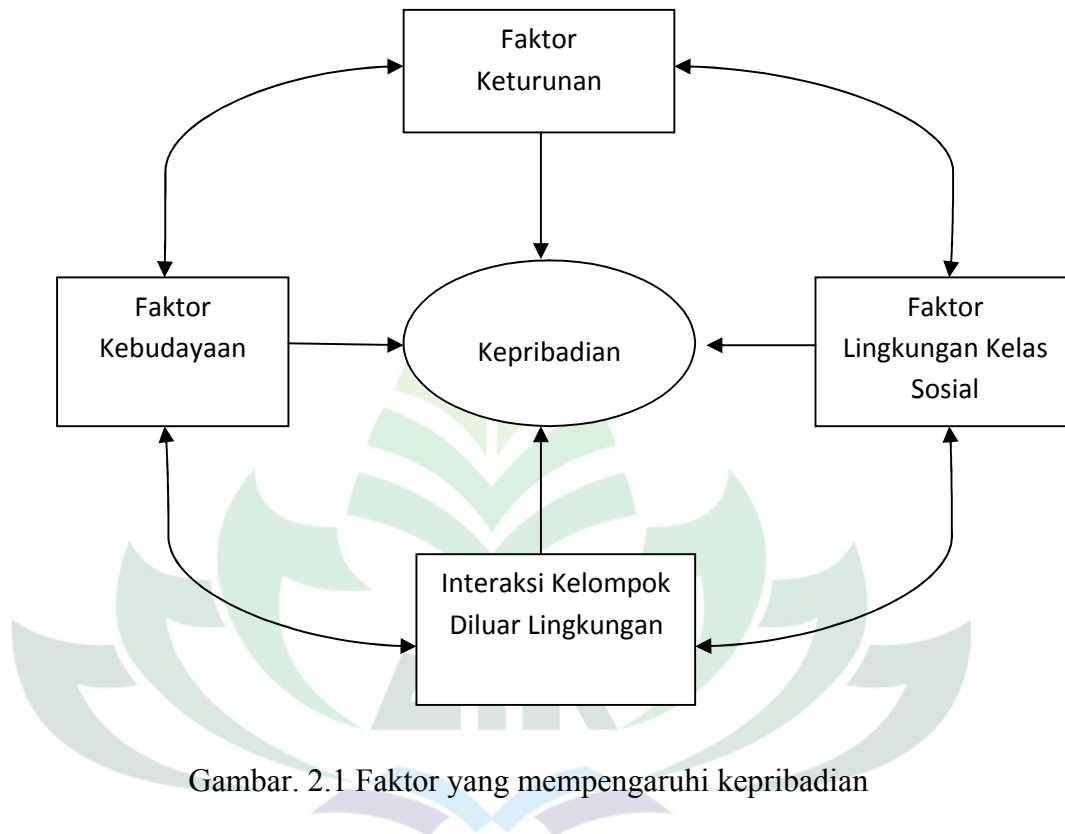 Faktor
Keturunan
Faktor
Kebudayaan
Kepribadian
Faktor
Lingkungan Kelas
Sosial
Interaksi Kelompok
Diluar Lingkungan
Gambar. 2.1 Faktor yang mempengaruhi kepribadian